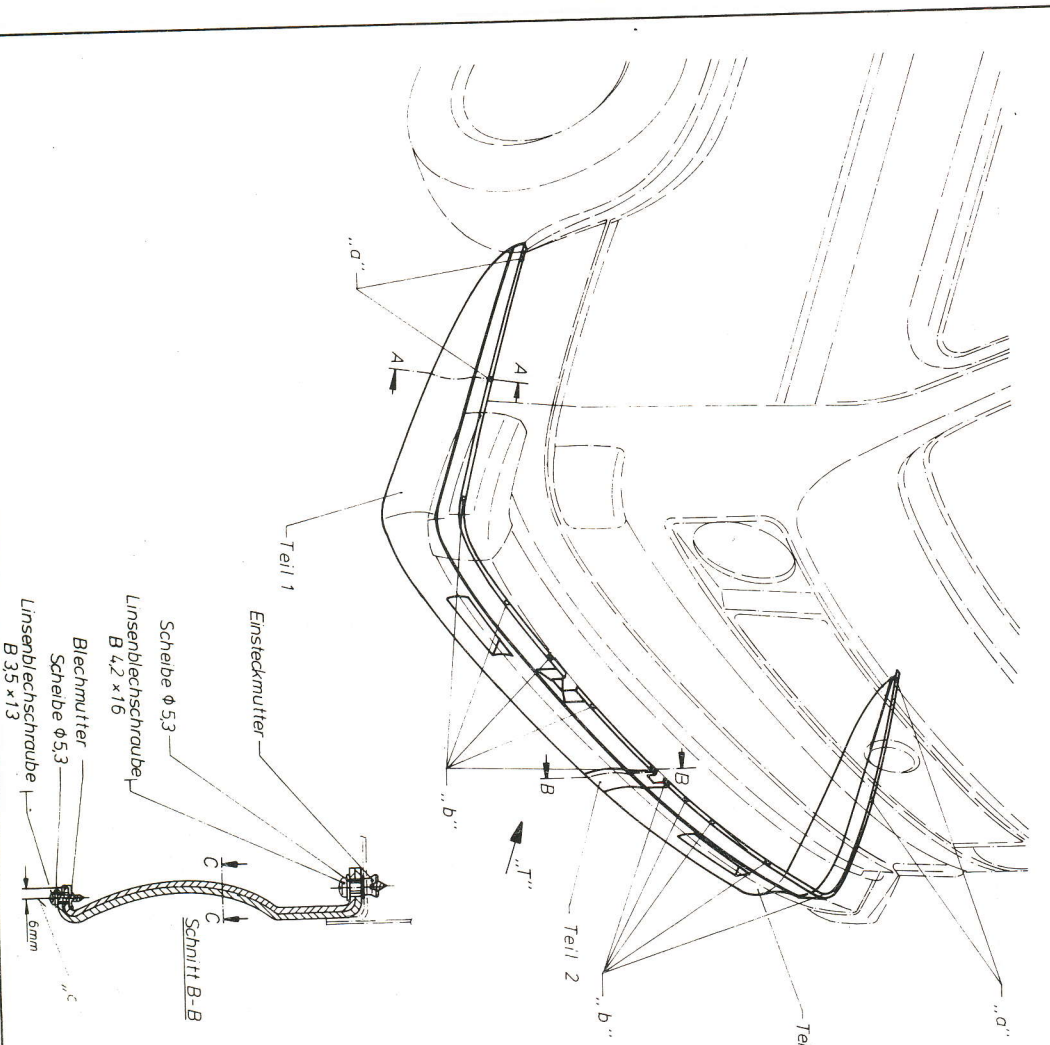 „a“
A
A
Teil 1
„b“
B
B
„T“
Teil 2
„b“
„a“
Einsteckmutter
Scheibe ϕ 5,3
Linsenblechschraube
B 4,2 × 16
Blechmutter
Scheibe ϕ 5,3
Linsenblechschraube
B 3,5 × 13
C
C
Schnitt B-B
6mm
„c